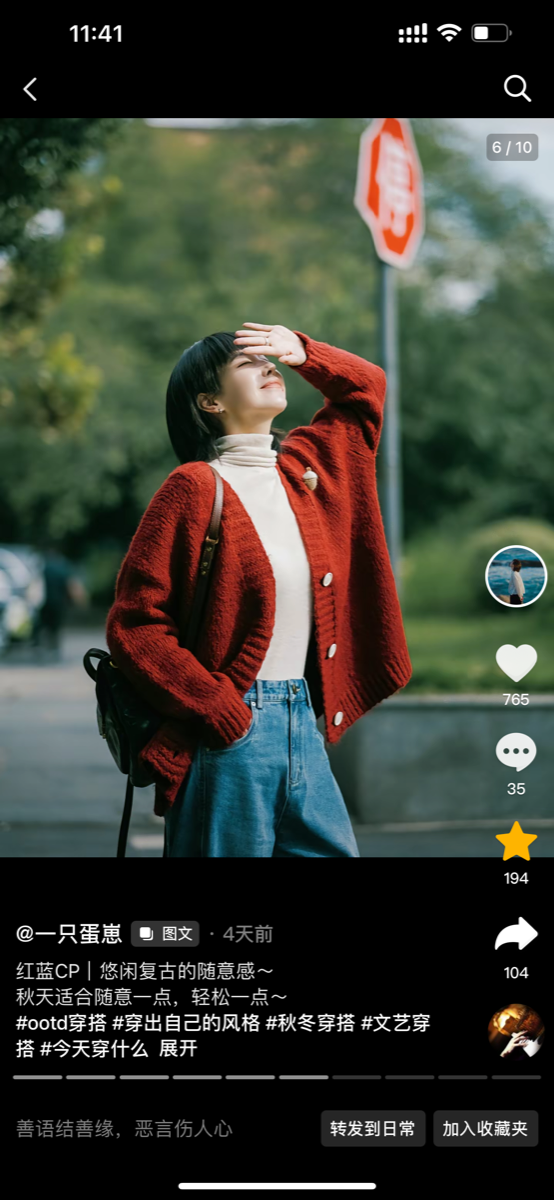 11:41
6 / 10
765
35
194
104
@一只蛋崽 图文 · 4天前
红蓝CP｜悠闲复古的随意感～
秋天适合随意一点，轻松一点～
#ootd穿搭 #穿出自己的风格 #秋冬穿搭 #文艺穿
搭 #今天穿什么 展开
善语结善缘，恶言伤人心
转发到日常
加入收藏夹